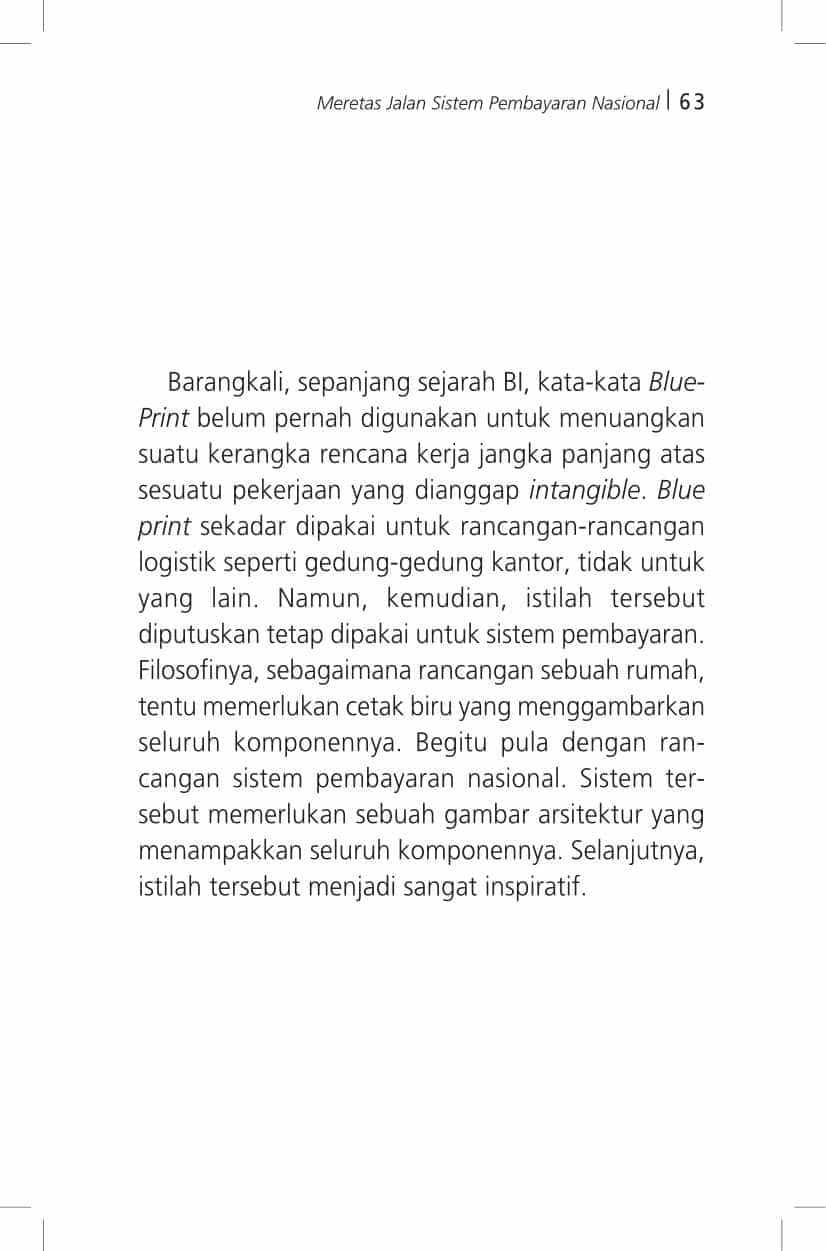 Meretas Jalan Sistem Pembayaran Nasional | 63
Barangkali, sepanjang sejarah BI, kata-kata Blue-
Print belum pernah digunakan untuk menuangkan
suatu kerangka rencana kerja jangka panjang atas
sesuatu pekerjaan yang dianggap intangible. Blue
print sekadar dipakai untuk rancangan-rancangan
logistik seperti gedung-gedung kantor, tidak untuk
yang lain. Namun, kemudian, istilah tersebut
diputuskan tetap dipakai untuk sistem pembayaran.
Filosofinya, sebagaimana rancangan sebuah rumah,
tentu memerlukan cetak biru yang menggambarkan
seluruh komponennya. Begitu pula dengan ran-
cangan sistem pembayaran nasional. Sistem ter-
sebut memerlukan sebuah gambar arsitektur yang
menampakkan seluruh komponennya. Selanjutnya,
istilah tersebut menjadi sangat inspiratif.